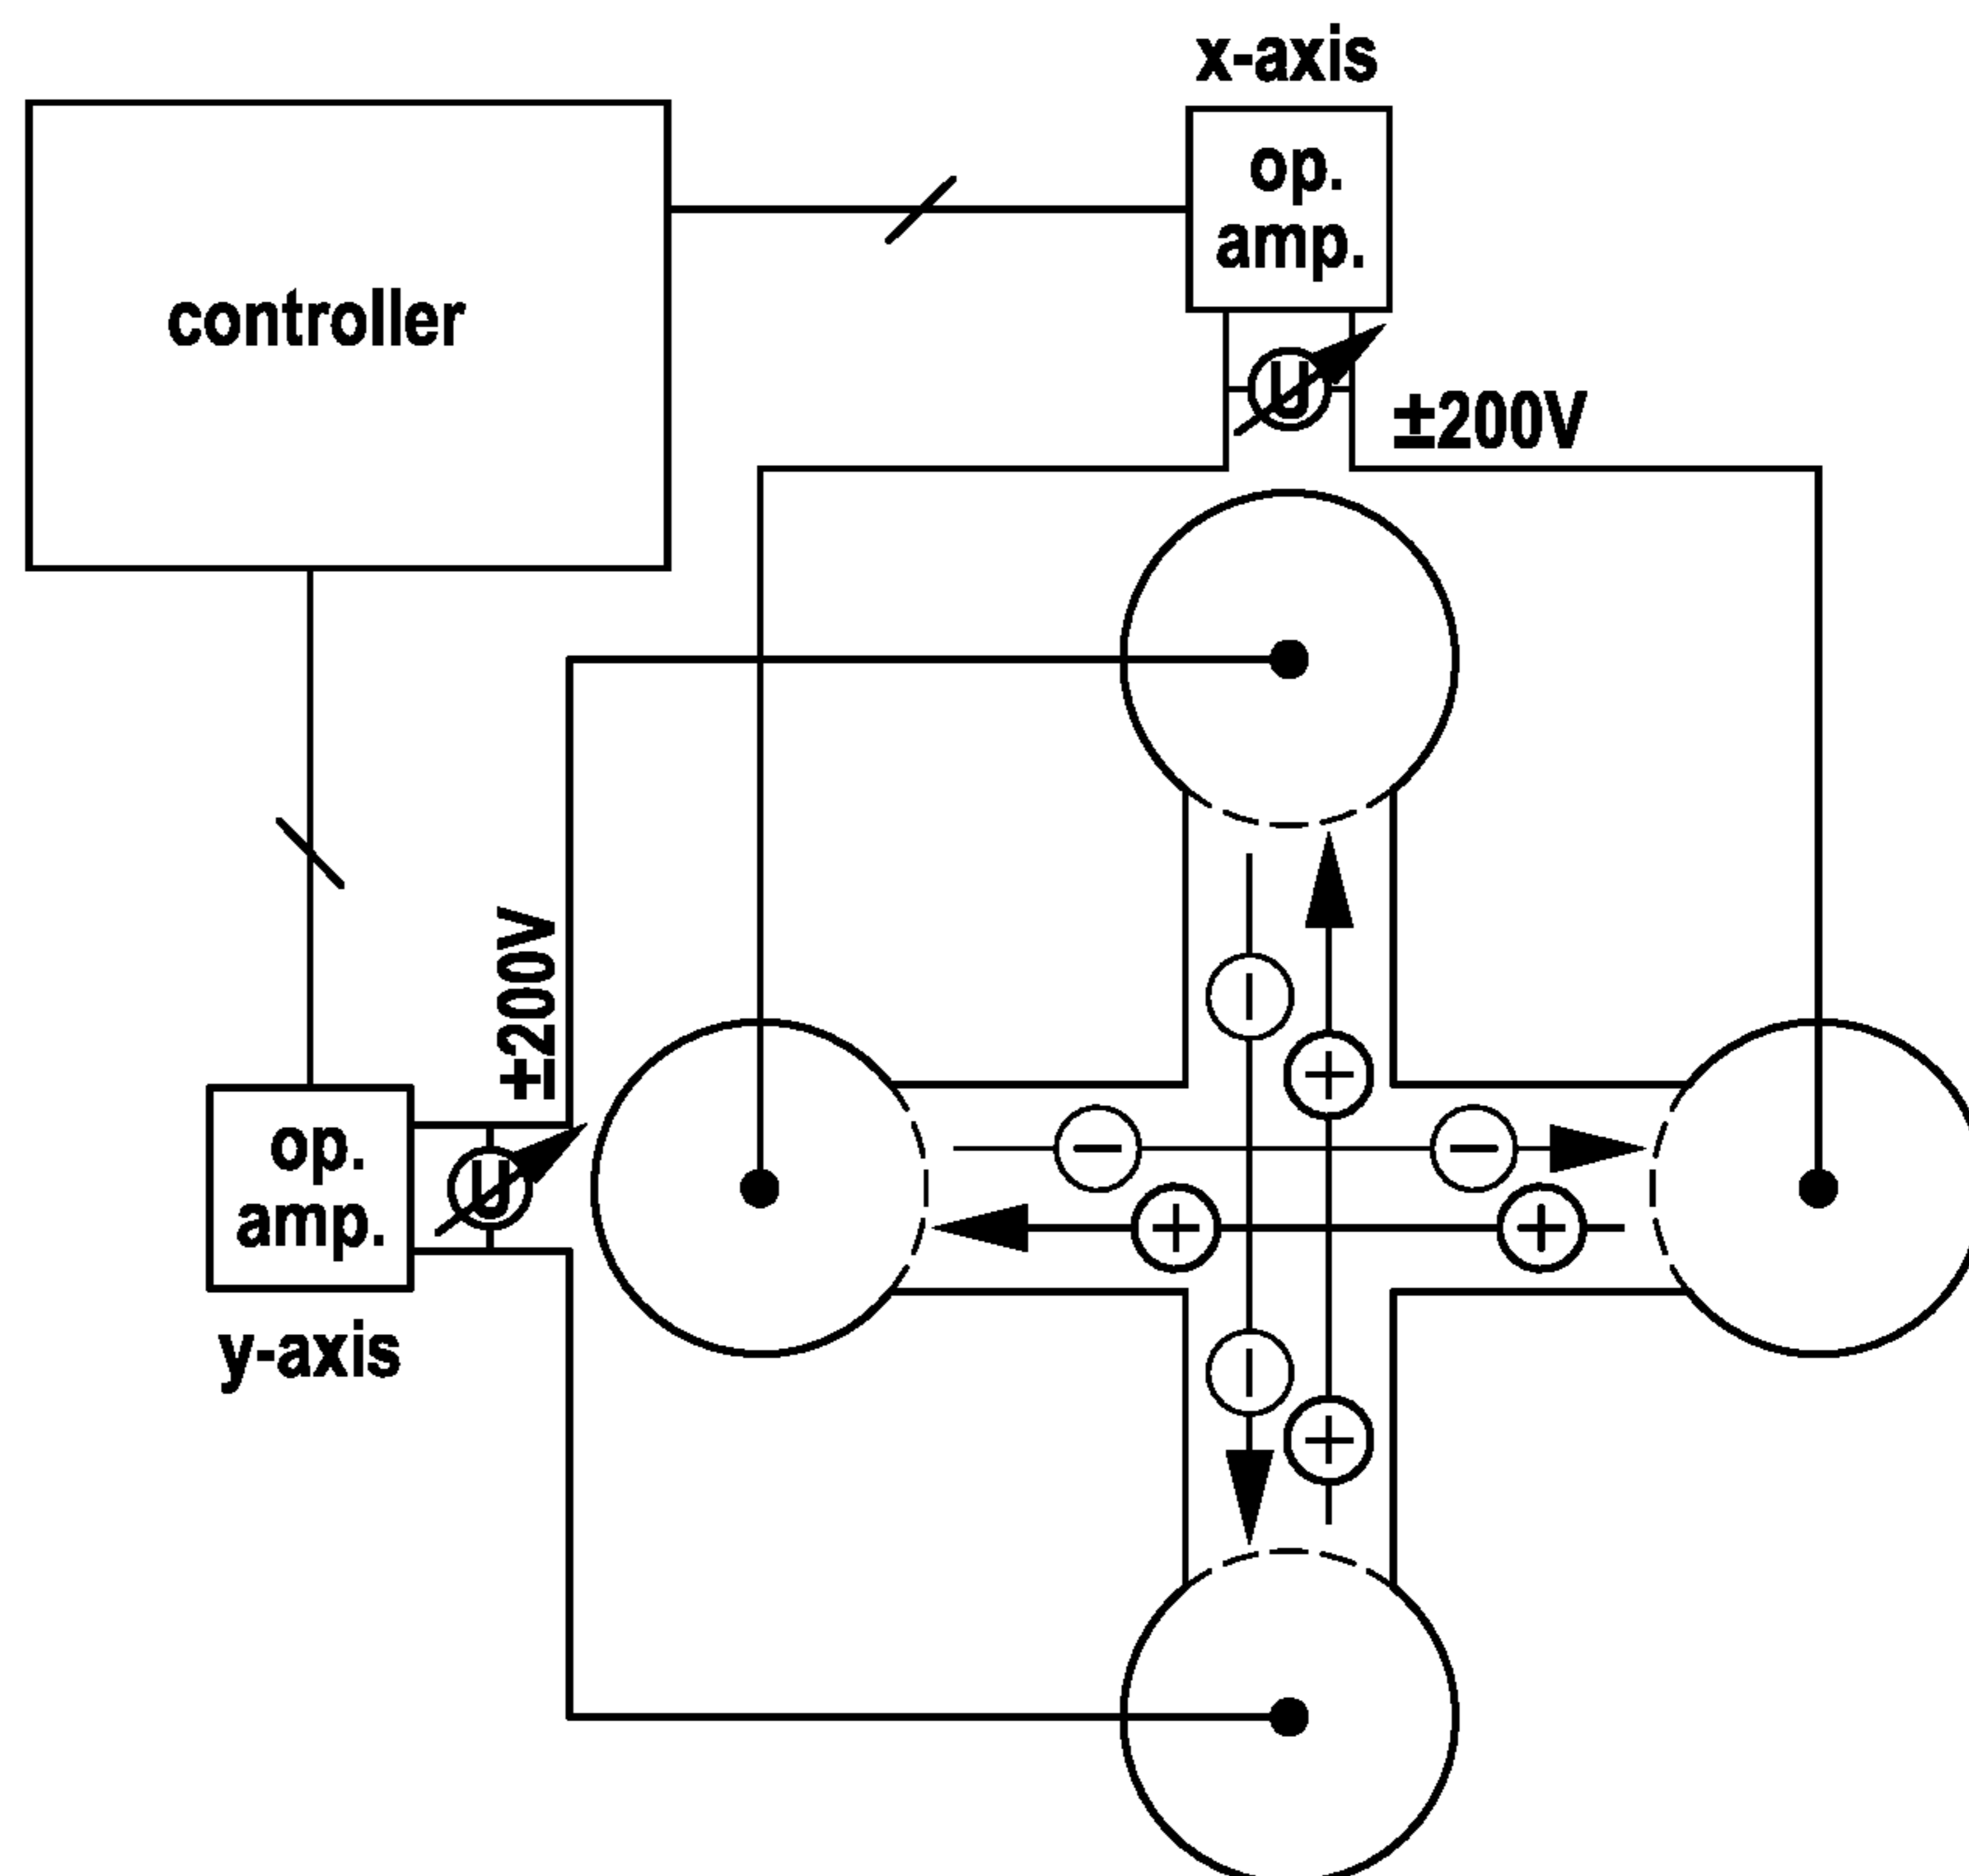 x-axis
op.
amp.
controller
U
±200V
±200V
op.
amp.
U
y-axis